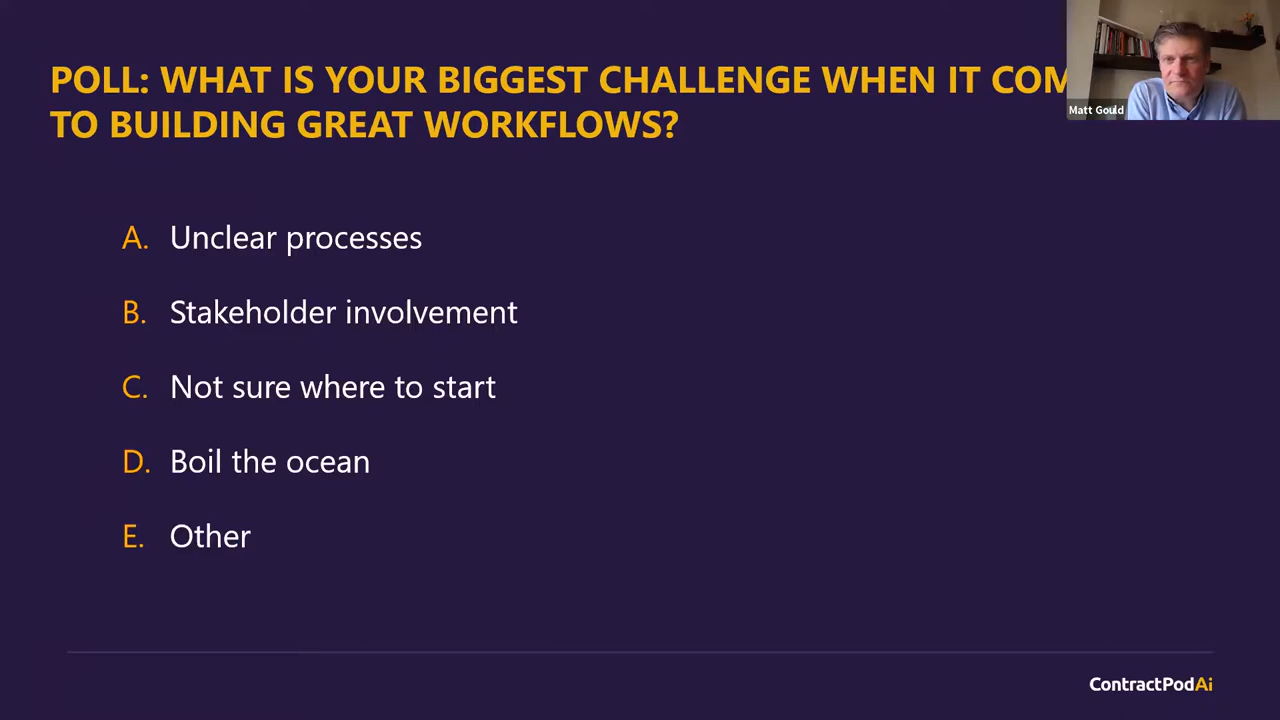 POLL: WHAT IS YOUR BIGGEST CHALLENGE WHEN IT COM
TO BUILDING GREAT WORKFLOWS?
Matt Gould
A. Unclear processes
B. Stakeholder involvement
C. Not sure where to start
D. Boil the ocean
E. Other
ContractPodAi